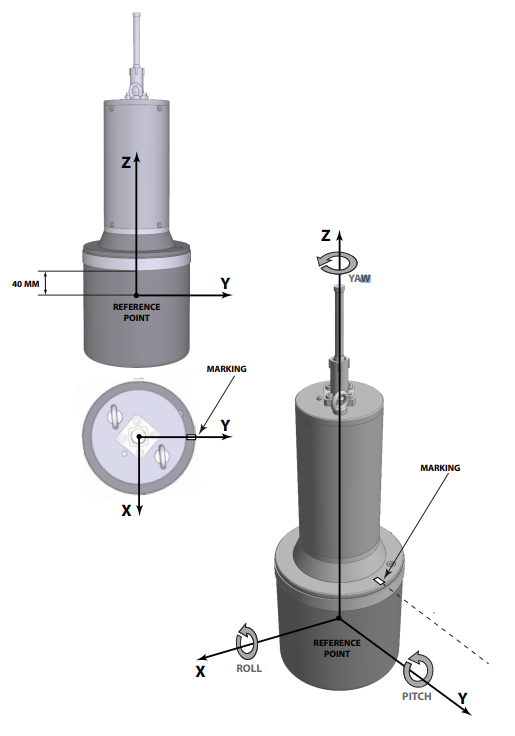 Z
40 MM
Y
REFERENCE
POINT
MARKING
Y
X
Z
YAW
MARKING
REFERENCE
POINT
X
ROLL
PITCH
Y